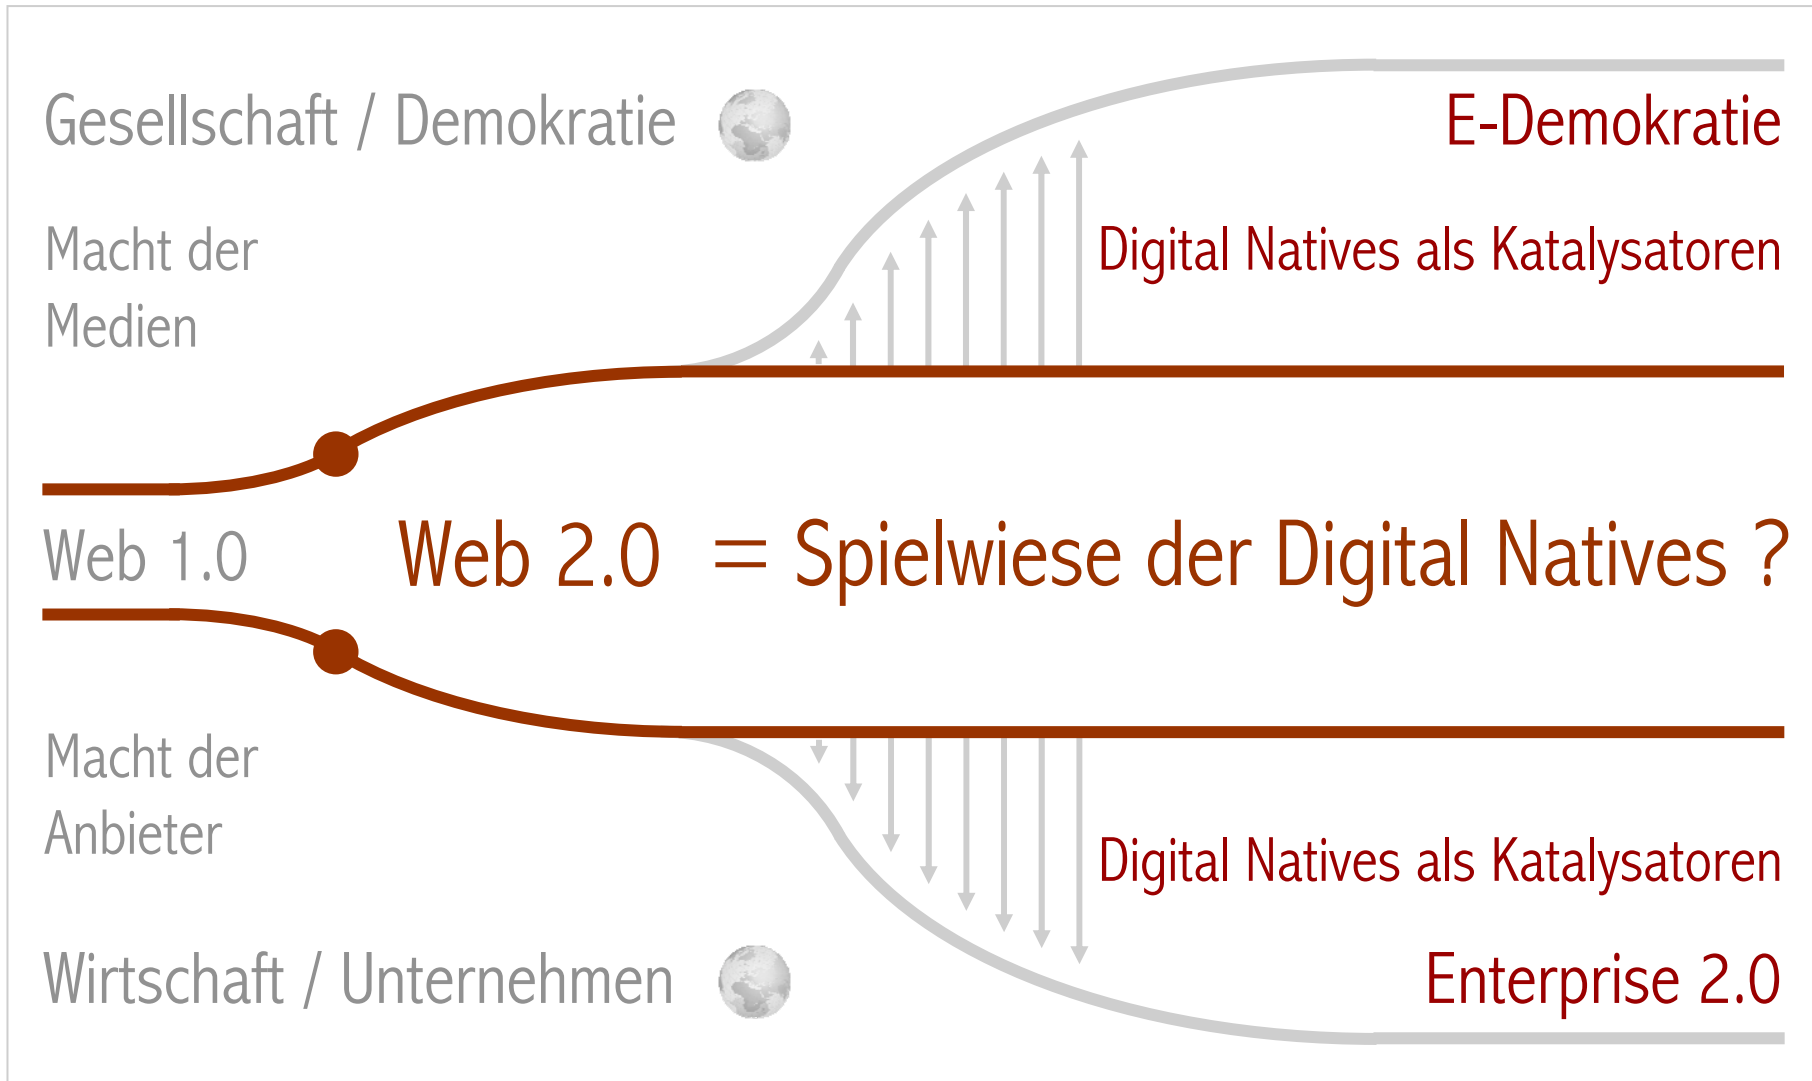 Gesellschaft / Demokratie
E-Demokratie
Macht der
Medien
Digital Natives als Katalysatoren
Web 1.0
Web 2.0 = Spielwiese der Digital Natives ?
Macht der
Anbieter
Digital Natives als Katalysatoren
Wirtschaft / Unternehmen
Enterprise 2.0